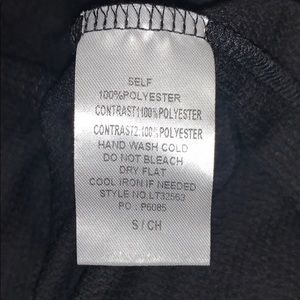 SELF
100%POLYESTER
CONTRAST1100%POLYESTER
CONTRAST2.100%POLYESTER
HAND WASH COLD
DO NOT BLEACH
DRY FLAT
COOL IRON IF NEEDED
STYLE NO.LT32563
PO . P6085
S / CH